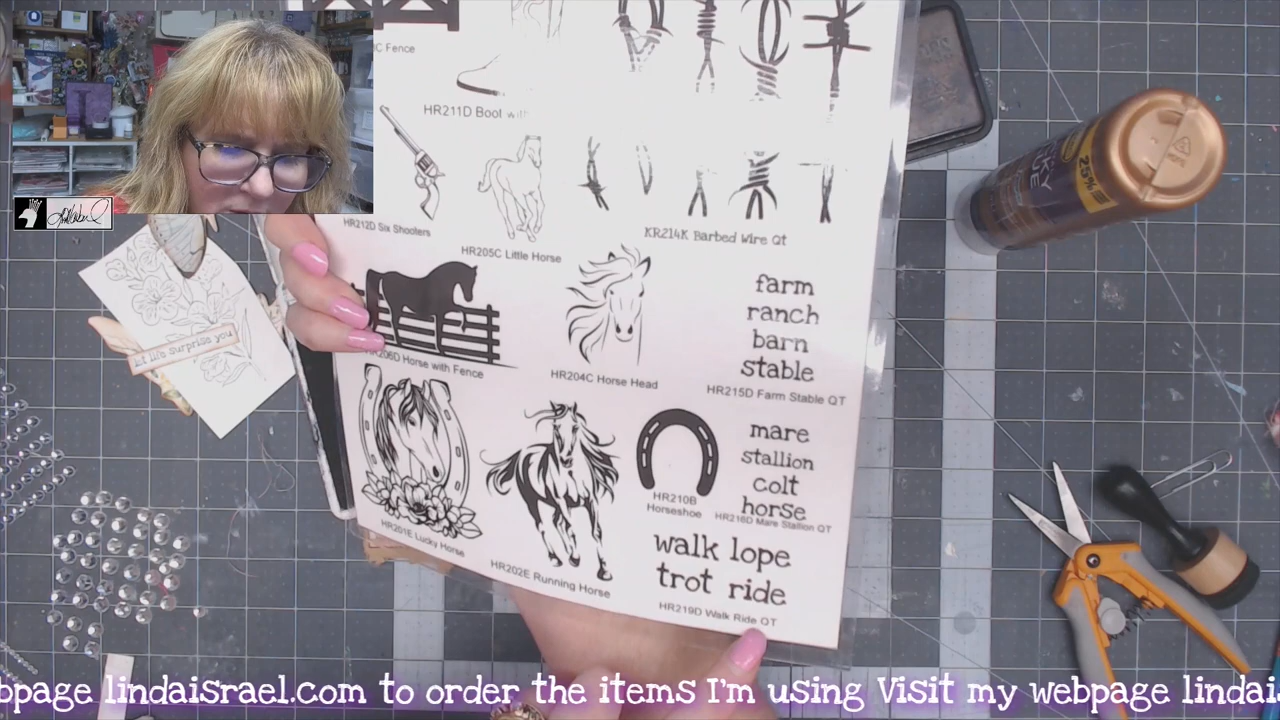 Fence
HR211D Boot with
HR212D Six Shooters
HR205C Little Horse
KR214K Barbed Wire Qt
farm
ranch
barn
stable
HR215D Farm Stable QT
HR206D Horse with Fence
HR204C Horse Head
mare
stallion
colt
horse
HR216D Mare Stallion QT
HR210B
Horseshoe
HR201E Lucky Horse
HR202E Running Horse
walk lope
trot ride
HR219D Walk Ride QT
life surprise you
25%
bpage lindaisrael.com to order the items I'm using Visit my webpage lindais